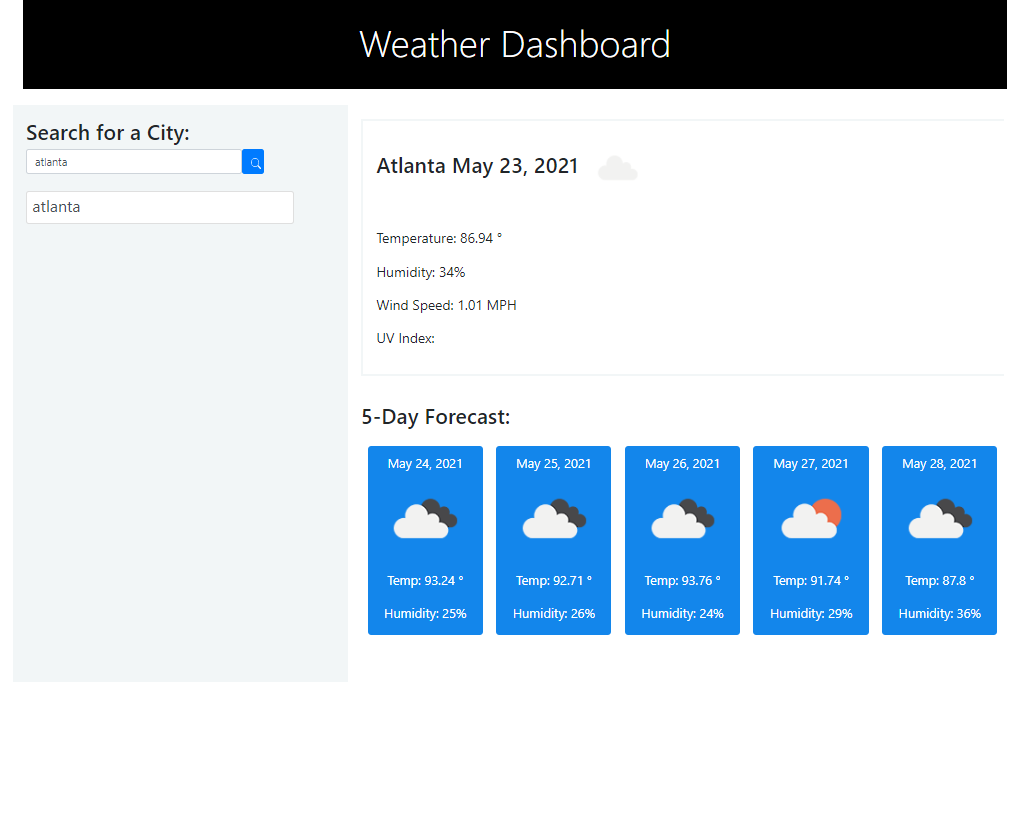 Weather Dashboard
Search for a City:
atlanta
atlanta
Atlanta May 23, 2021
Temperature: 86.94 °
Humidity: 34%
Wind Speed: 1.01 MPH
UV Index:
5-Day Forecast:
May 24, 2021
Temp: 93.24 °
Humidity: 25%
May 25, 2021
Temp: 92.71 °
Humidity: 26%
May 26, 2021
Temp: 93.76 °
Humidity: 24%
May 27, 2021
Temp: 91.74 °
Humidity: 29%
May 28, 2021
Temp: 87.8 °
Humidity: 36%